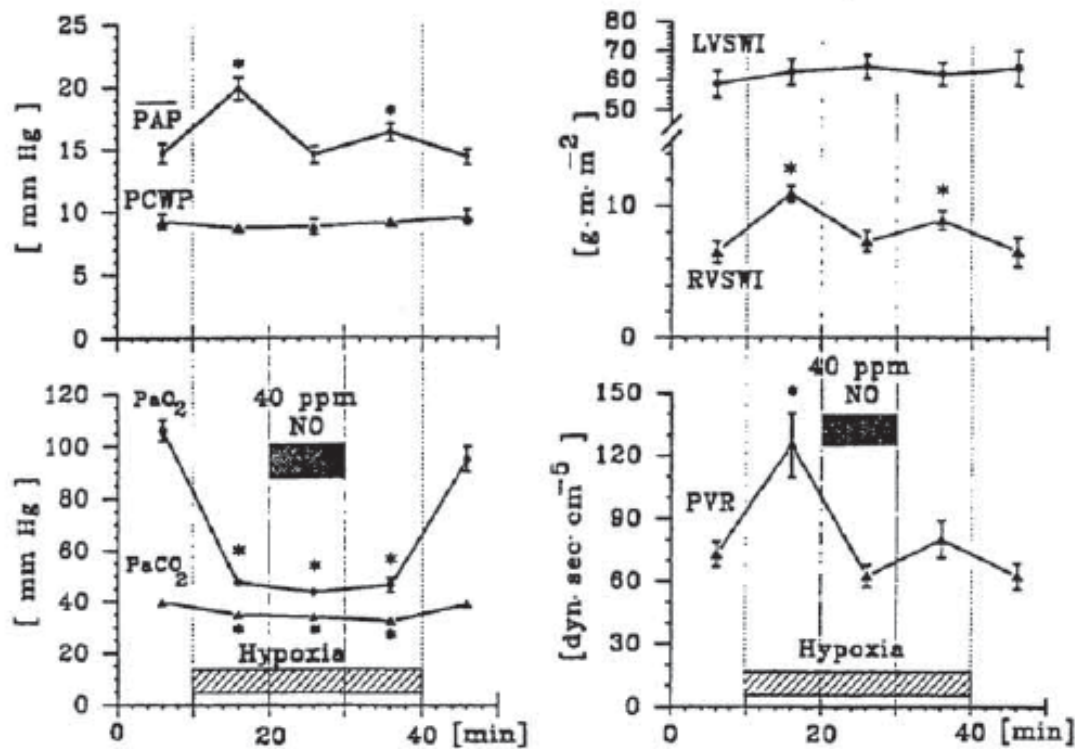 25
20
15
10
5
0
[ mm Hg]
PAP
PCWP
*
*
80
70
60
50
10
0
[g·m·m⁻²]
LVSWI
RVSWI
*
*
120
100
80
60
40
20
0
[ mm Hg]
PaO₂
PaCO₂
40 ppm
NO
* * *
* * *
Hypoxia
0 20 40 [min]
150
120
90
60
30
0
[dyn·sec·cm⁻⁵]
PVR
*
40 ppm
NO
Hypoxia
0 20 40 [min]